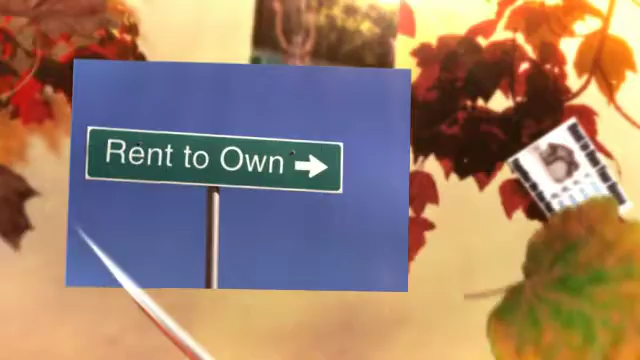 Rent to Own →